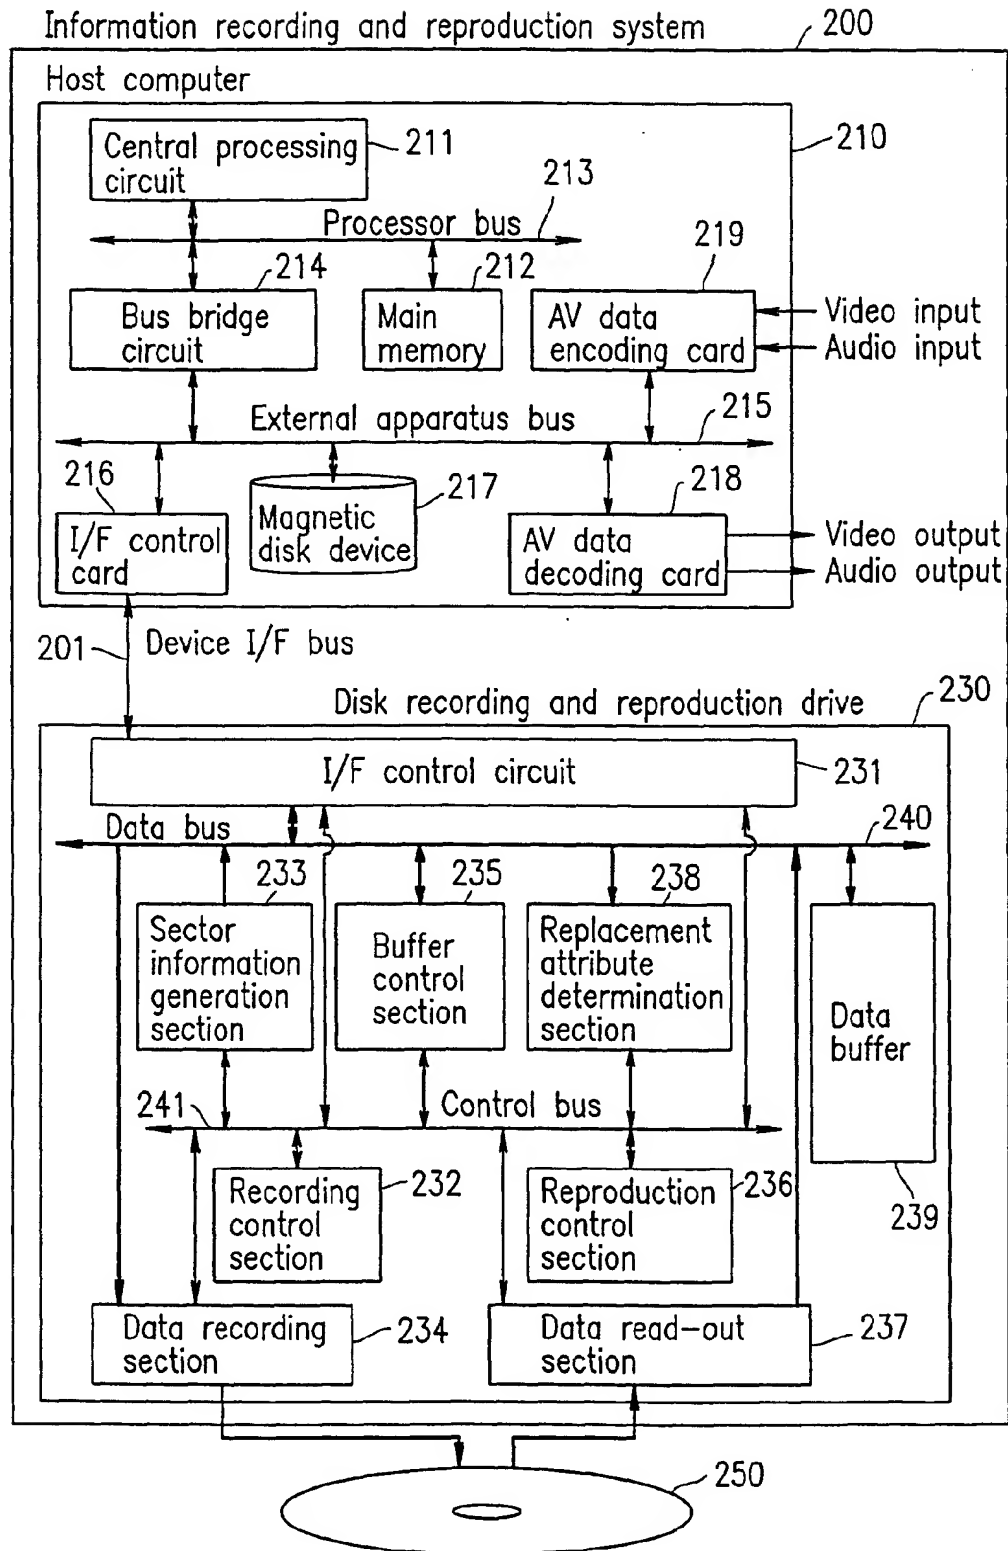 Information recording and reproduction system
200
Host computer
210
Central processing
circuit
211
213
Processor bus
214
212
219
Bus bridge
circuit
Main
memory
AV data
encoding card
Video input
Audio input
External apparatus bus
215
216
217
218
I/F control
card
Magnetic
disk device
AV data
decoding card
Video output
Audio output
201
Device I/F bus
Disk recording and reproduction drive
230
I/F control circuit
231
Data bus
240
233
235
238
Sector
information
generation
section
Buffer
control
section
Replacement
attribute
determination
section
Data
buffer
241
Control bus
Recording
control
section
232
Reproduction
control
section
236
239
Data recording
section
234
Data read-out
section
237
250